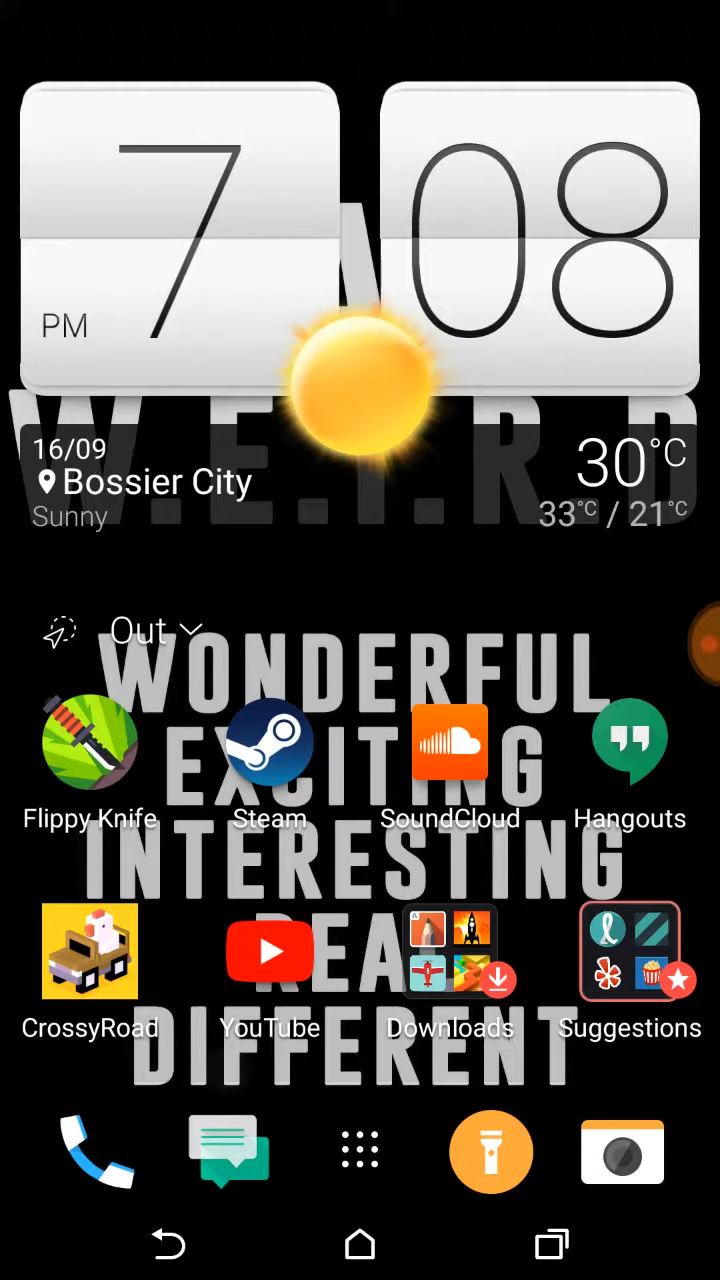 7 08
PM
W.E.I.R.D
16/09
Bossier City
Sunny
30°C
33°C / 21°C
Out
WONDERFUL
Flippy Knife
Steam
SoundCloud
Hangouts
EXCITING
INTERESTING
REAL
CrossyRoad
YouTube
Downloads
Suggestions
DIFFERENT